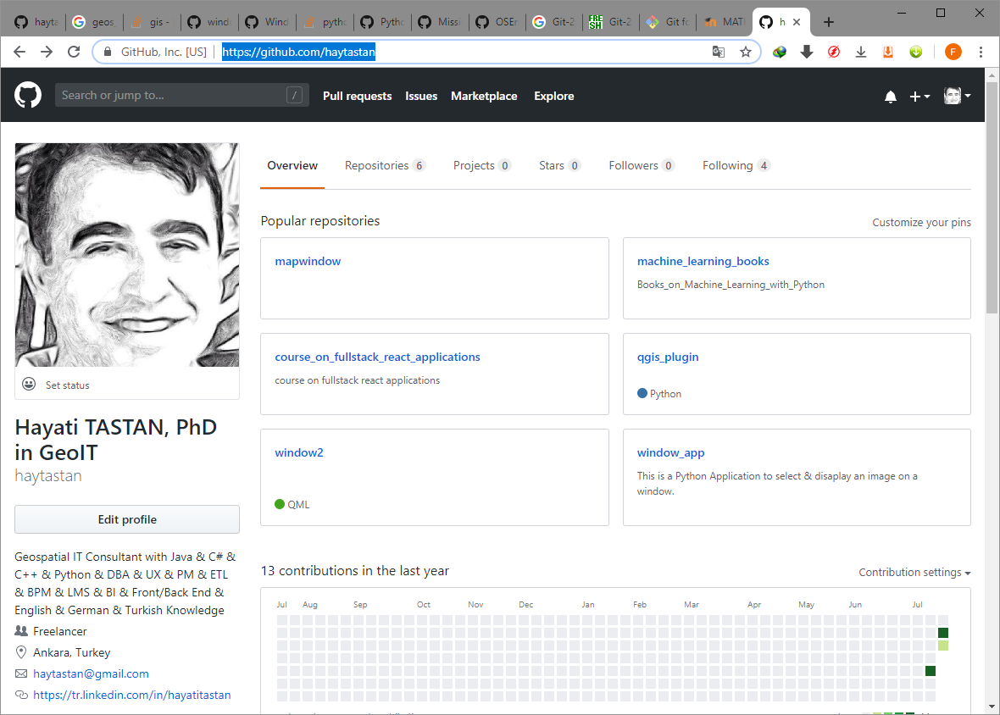 hayta
geos
gis -
wind
Wind
pytho
Pytho
Missi
OSEr
Git-2
Git-2
Git fo
MATI
h
GitHub, Inc. [US]
https://github.com/haytastan
F
Search or jump to...
/
Pull requests
Issues
Marketplace
Explore
Overview
Repositories 6
Projects 0
Stars 0
Followers 0
Following 4
Set status
Hayati TASTAN, PhD
in GeoIT
haytastan
Edit profile
Geospatial IT Consultant with Java & C# &
C++ & Python & DBA & UX & PM & ETL
& BPM & LMS & BI & Front/Back End &
English & German & Turkish Knowledge
Freelancer
Ankara, Turkey
haytastan@gmail.com
https://tr.linkedin.com/in/hayatitastan
Popular repositories
Customize your pins
mapwindow
machine_learning_books
Books_on_Machine_Learning_with_Python
course_on_fullstack_react_applications
course on fullstack react applications
qgis_plugin
Python
window2
QML
window_app
This is a Python Application to select & disaplay an image on a
window.
13 contributions in the last year
Contribution settings
Jul Aug Sep Oct Nov Dec Jan Feb Mar Apr May Jun Jul